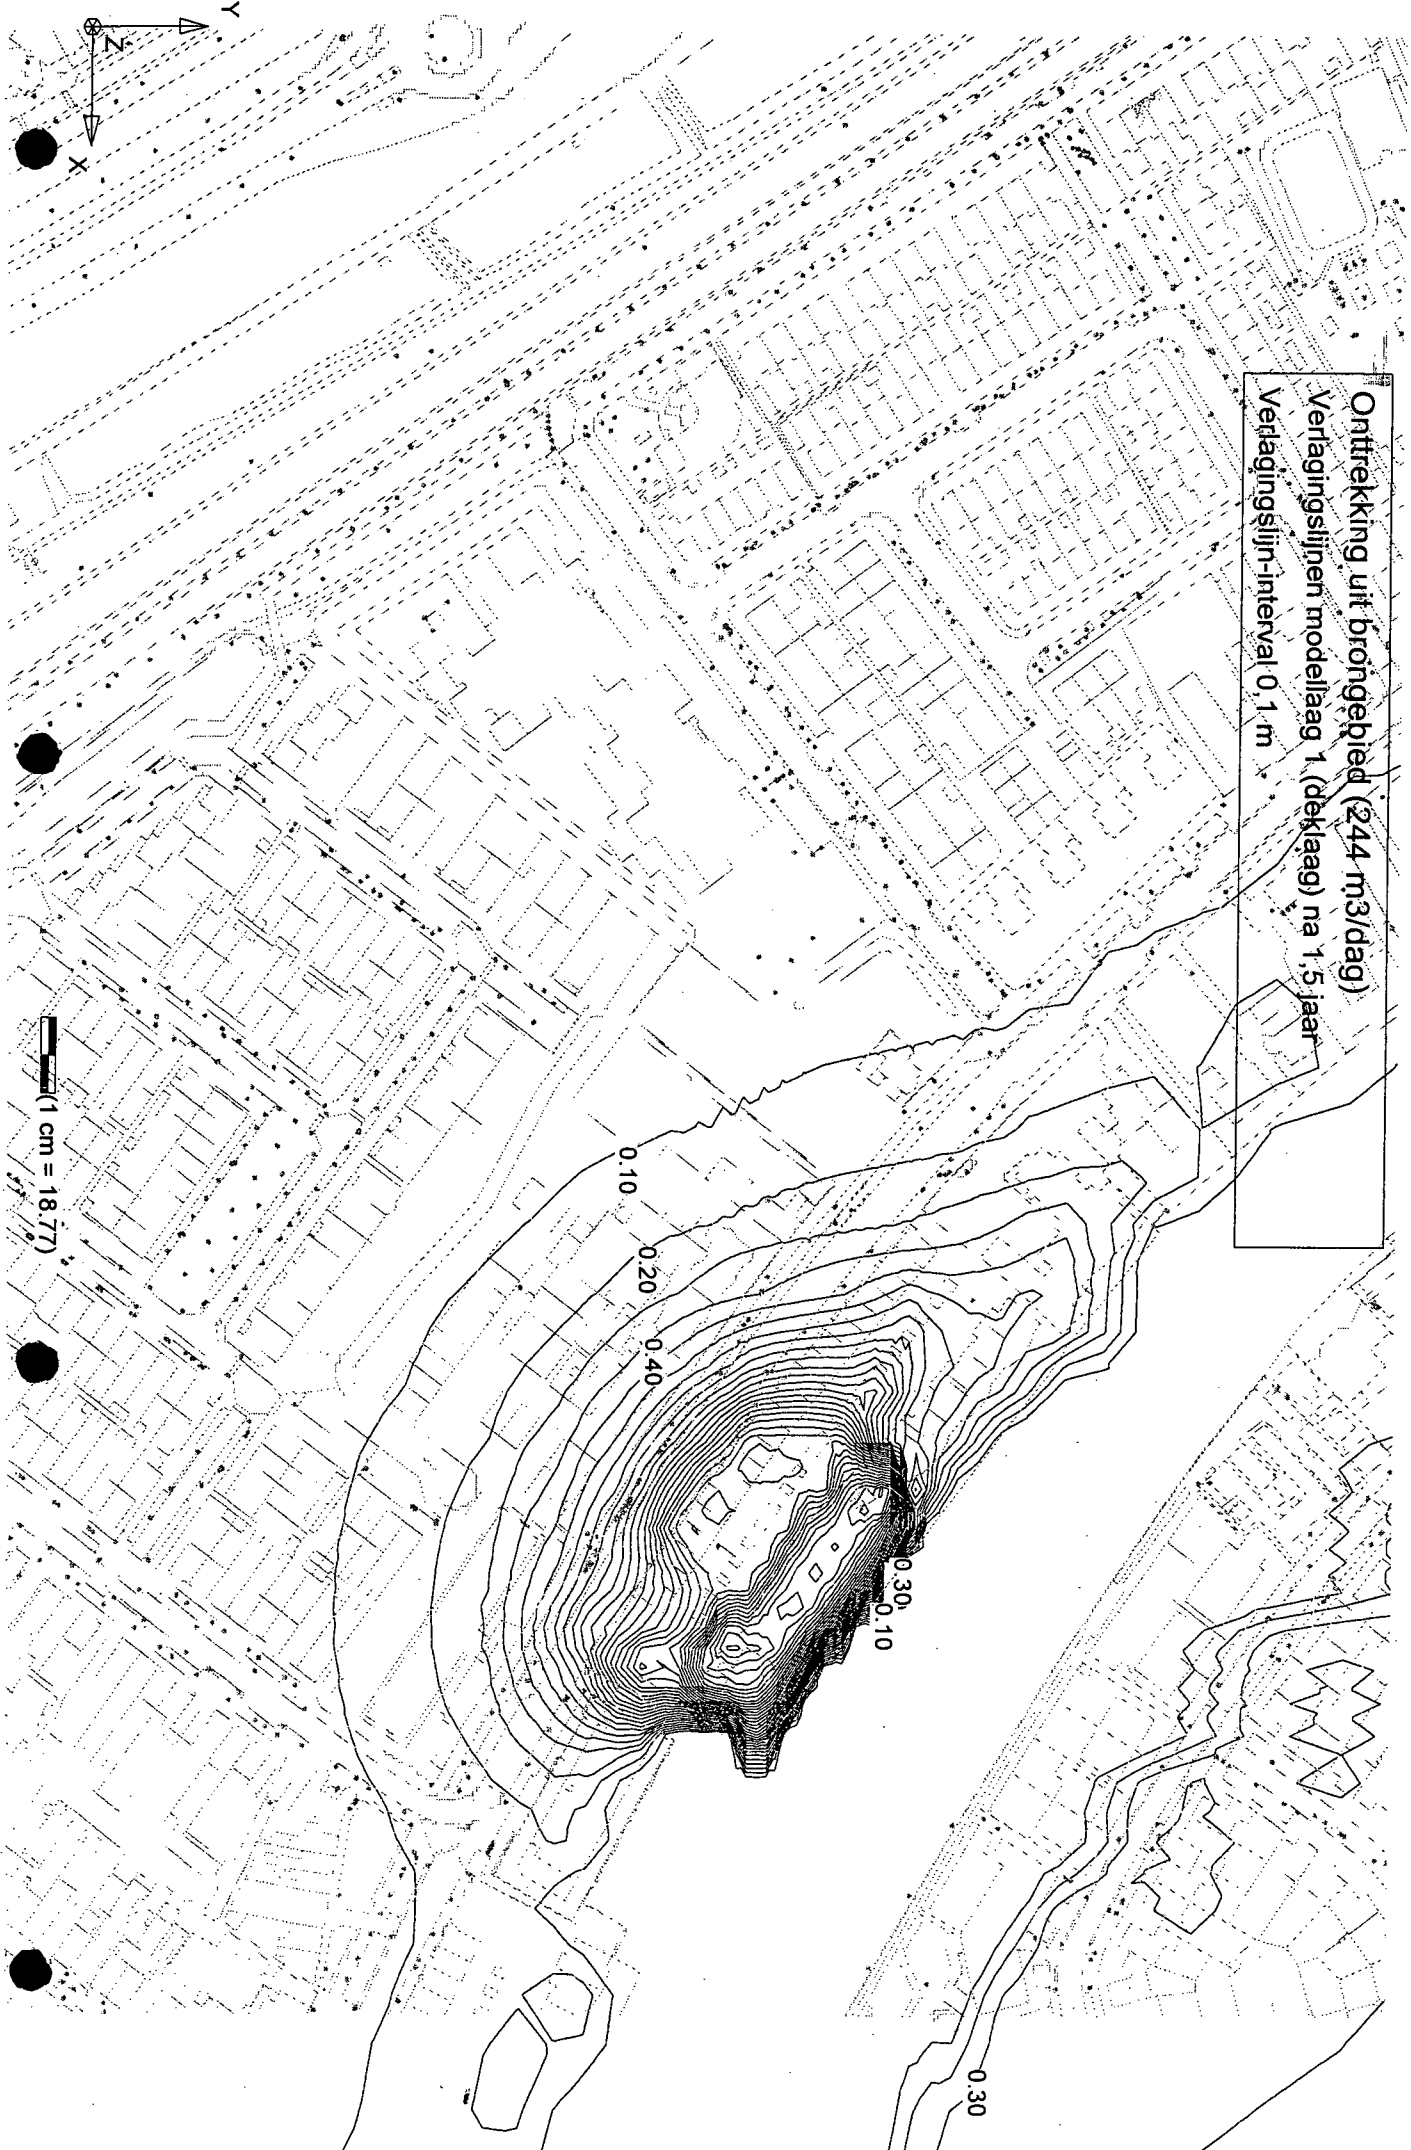 Onttrekking uit brongebied (244 m3/dag)
Verlagingslijnen modellaag 1 (deklaag) na 1,5 jaar
Verlagingslijn-interval 0,1 m
Y
Z
X
0.10
0.20
0.40
0.30
0.10
0.30
(1 cm = 18.77)